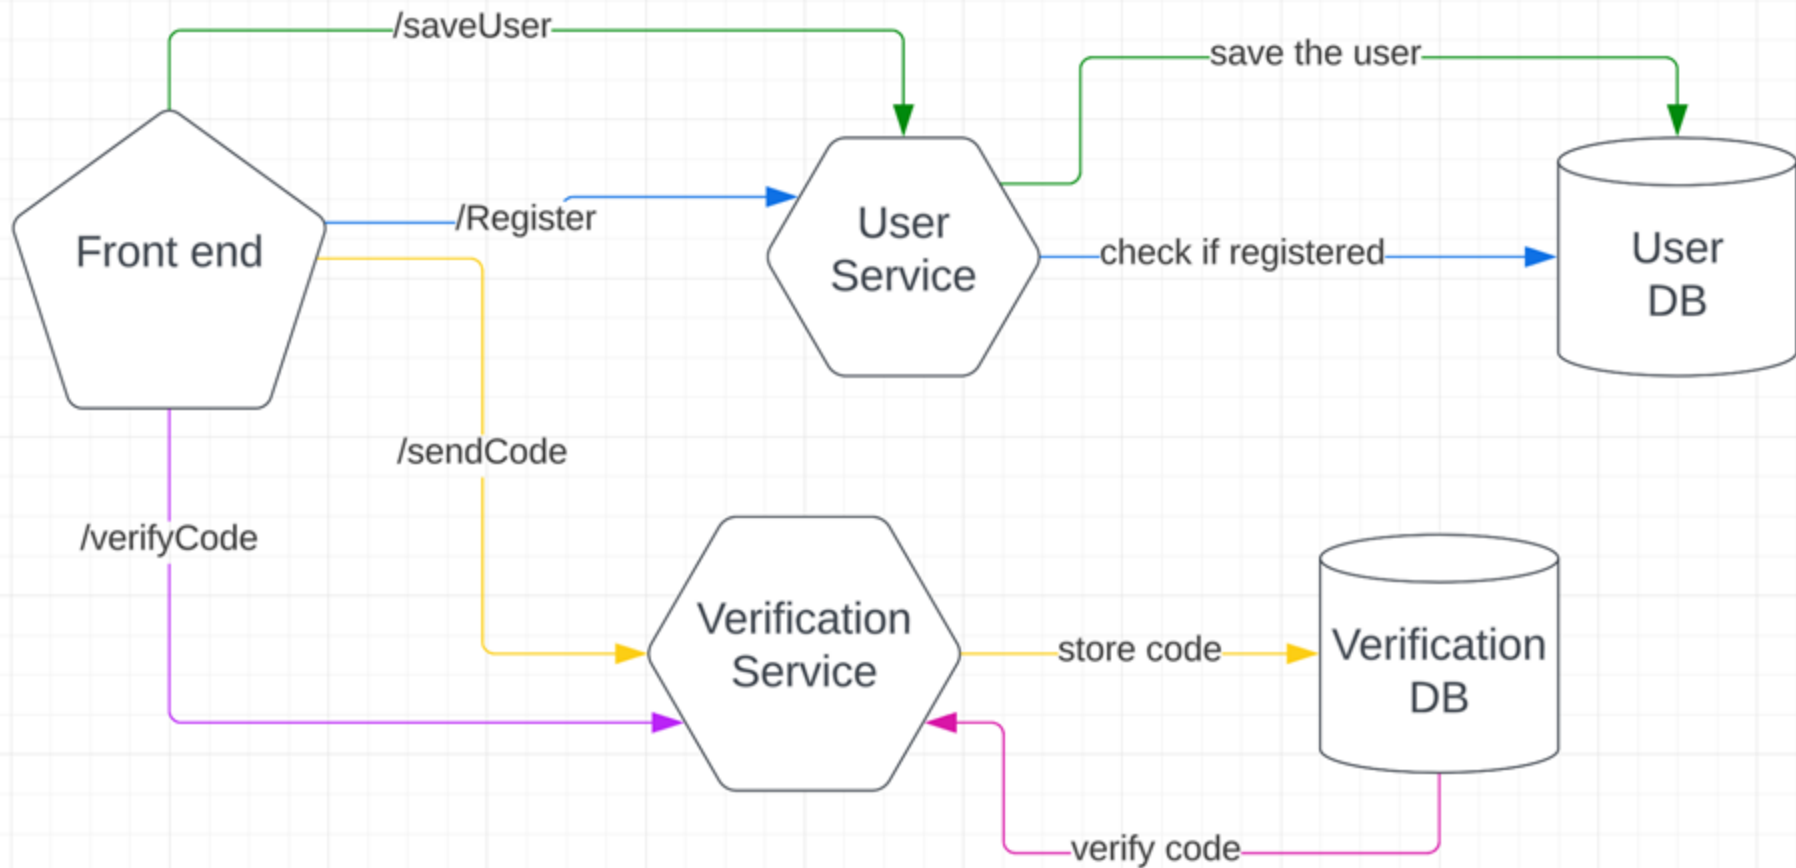 /saveUser
save the user
/Register
Front end
User
Service
check if registered
User
DB
/sendCode
/verifyCode
Verification
Service
store code
Verification
DB
verify code